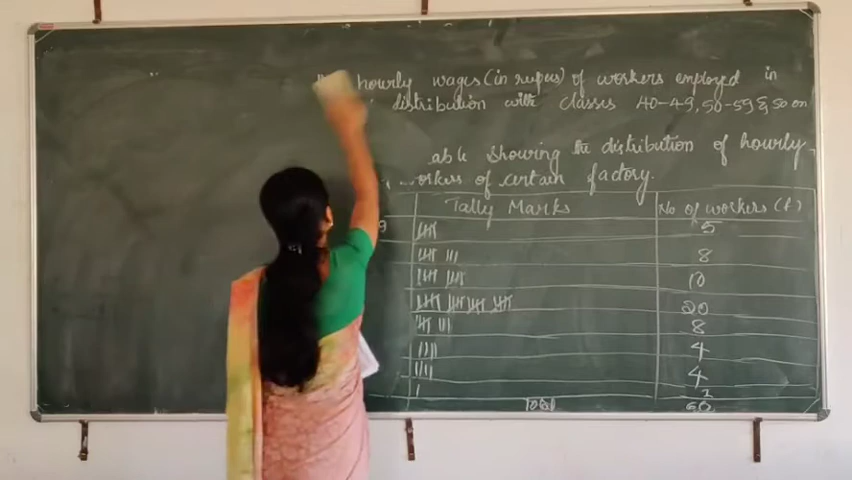 hourly wages (in rupees) of workers employed in
distribution with classes 40-49, 50-59 & so on
able showing the distribution of hourly
workers of certain factory.
Tally Marks No of workers (f)
9 5
8
10
20
8
4
4
2
Total 60